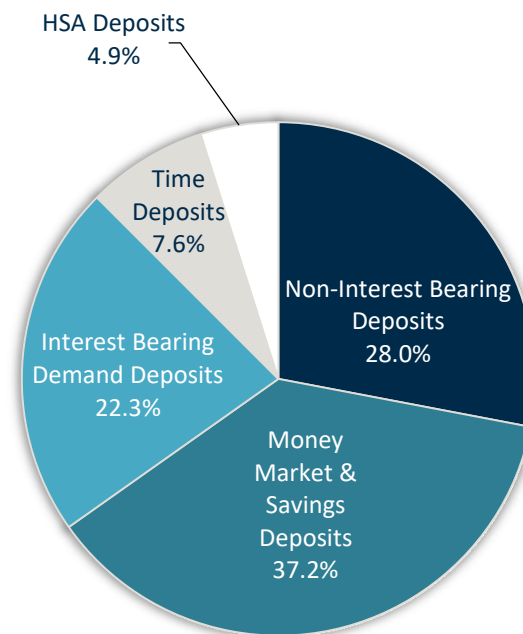 HSA Deposits
4.9%
Time
Deposits
7.6%
Non-Interest Bearing
Deposits
28.0%
Interest Bearing
Demand Deposits
22.3%
Money
Market &
Savings
Deposits
37.2%